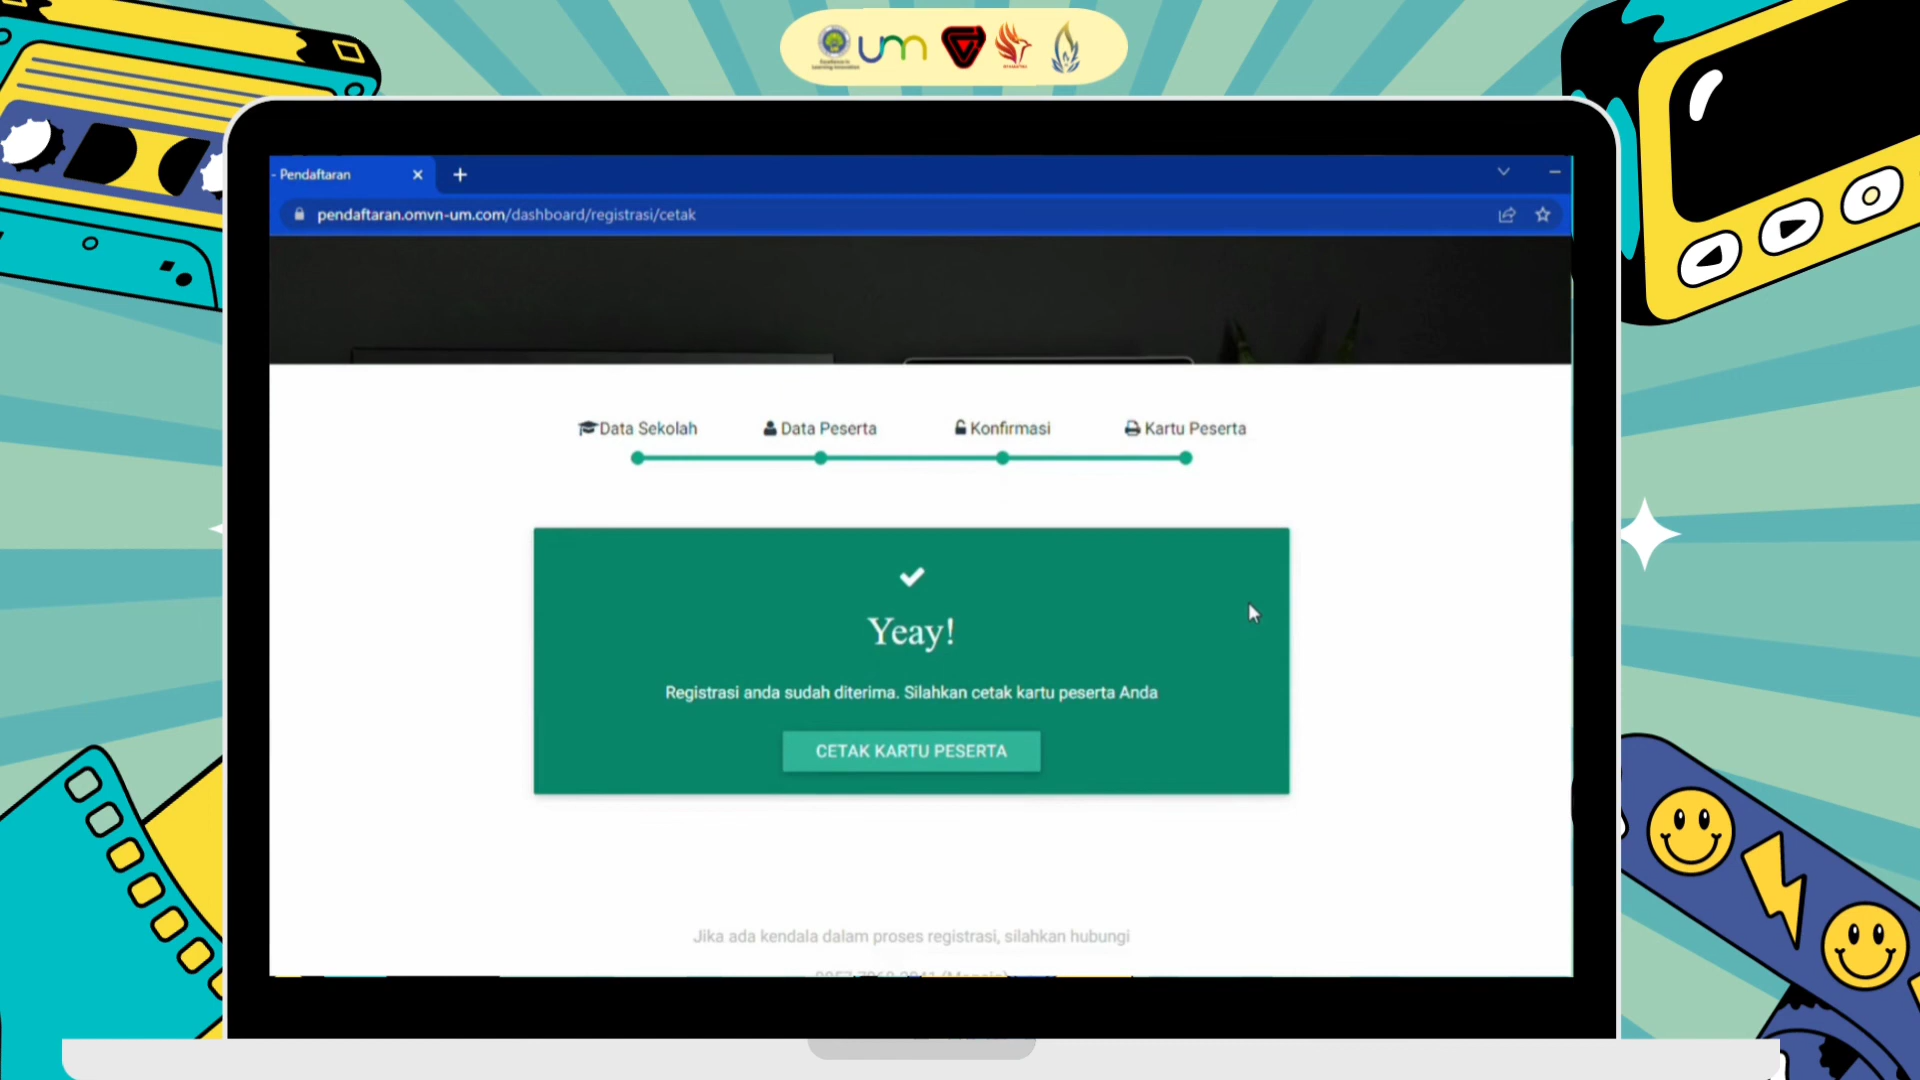 um
- Pendaftaran
pendaftaran.omvn-um.com/dashboard/registrasi/cetak
Data Sekolah
Data Peserta
Konfirmasi
Kartu Peserta
Yeay!
Registrasi anda sudah diterima. Silahkan cetak kartu peserta Anda
CETAK KARTU PESERTA
Jika ada kendala dalam proses registrasi, silahkan hubungi